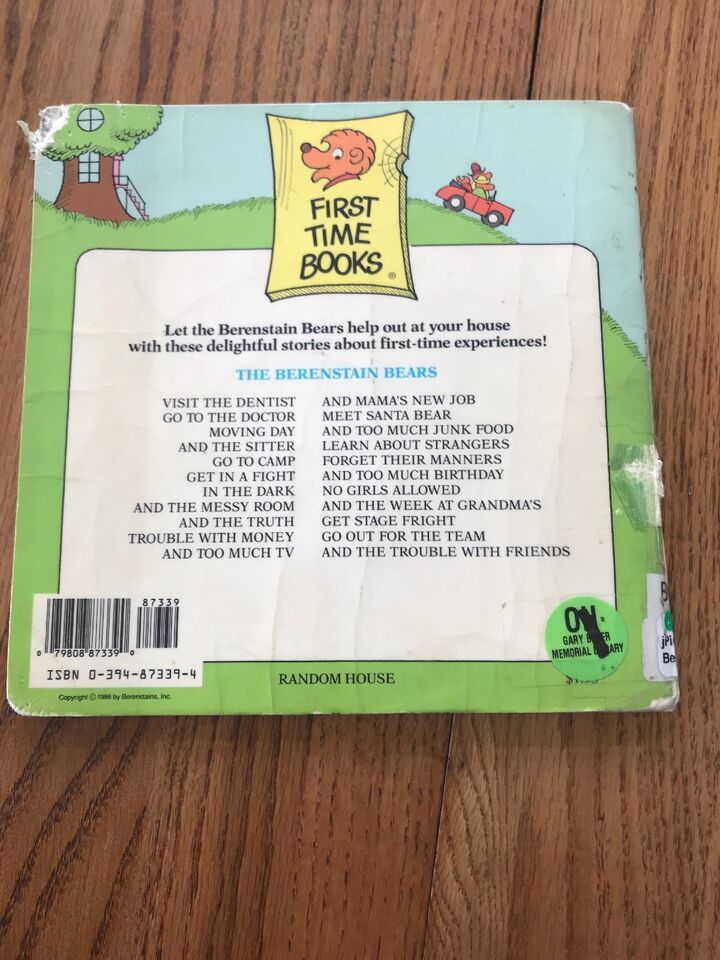 FIRST
TIME
BOOKS®
Let the Berenstain Bears help out at your house
with these delightful stories about first-time experiences!
THE BERENSTAIN BEARS
VISIT THE DENTIST
GO TO THE DOCTOR
MOVING DAY
AND THE SITTER
GO TO CAMP
GET IN A FIGHT
IN THE DARK
AND THE MESSY ROOM
AND THE TRUTH
TROUBLE WITH MONEY
AND TOO MUCH TV
AND MAMA'S NEW JOB
MEET SANTA BEAR
AND TOO MUCH JUNK FOOD
LEARN ABOUT STRANGERS
FORGET THEIR MANNERS
AND TOO MUCH BIRTHDAY
NO GIRLS ALLOWED
AND THE WEEK AT GRANDMA'S
GET STAGE FRIGHT
GO OUT FOR THE TEAM
AND THE TROUBLE WITH FRIENDS
87339
0 79808 87339 0
ISBN 0-394-87339-4
Copyright © 1986 by Berenstains, Inc.
RANDOM HOUSE
GARY
MEMORIAL
B
jPi
Be